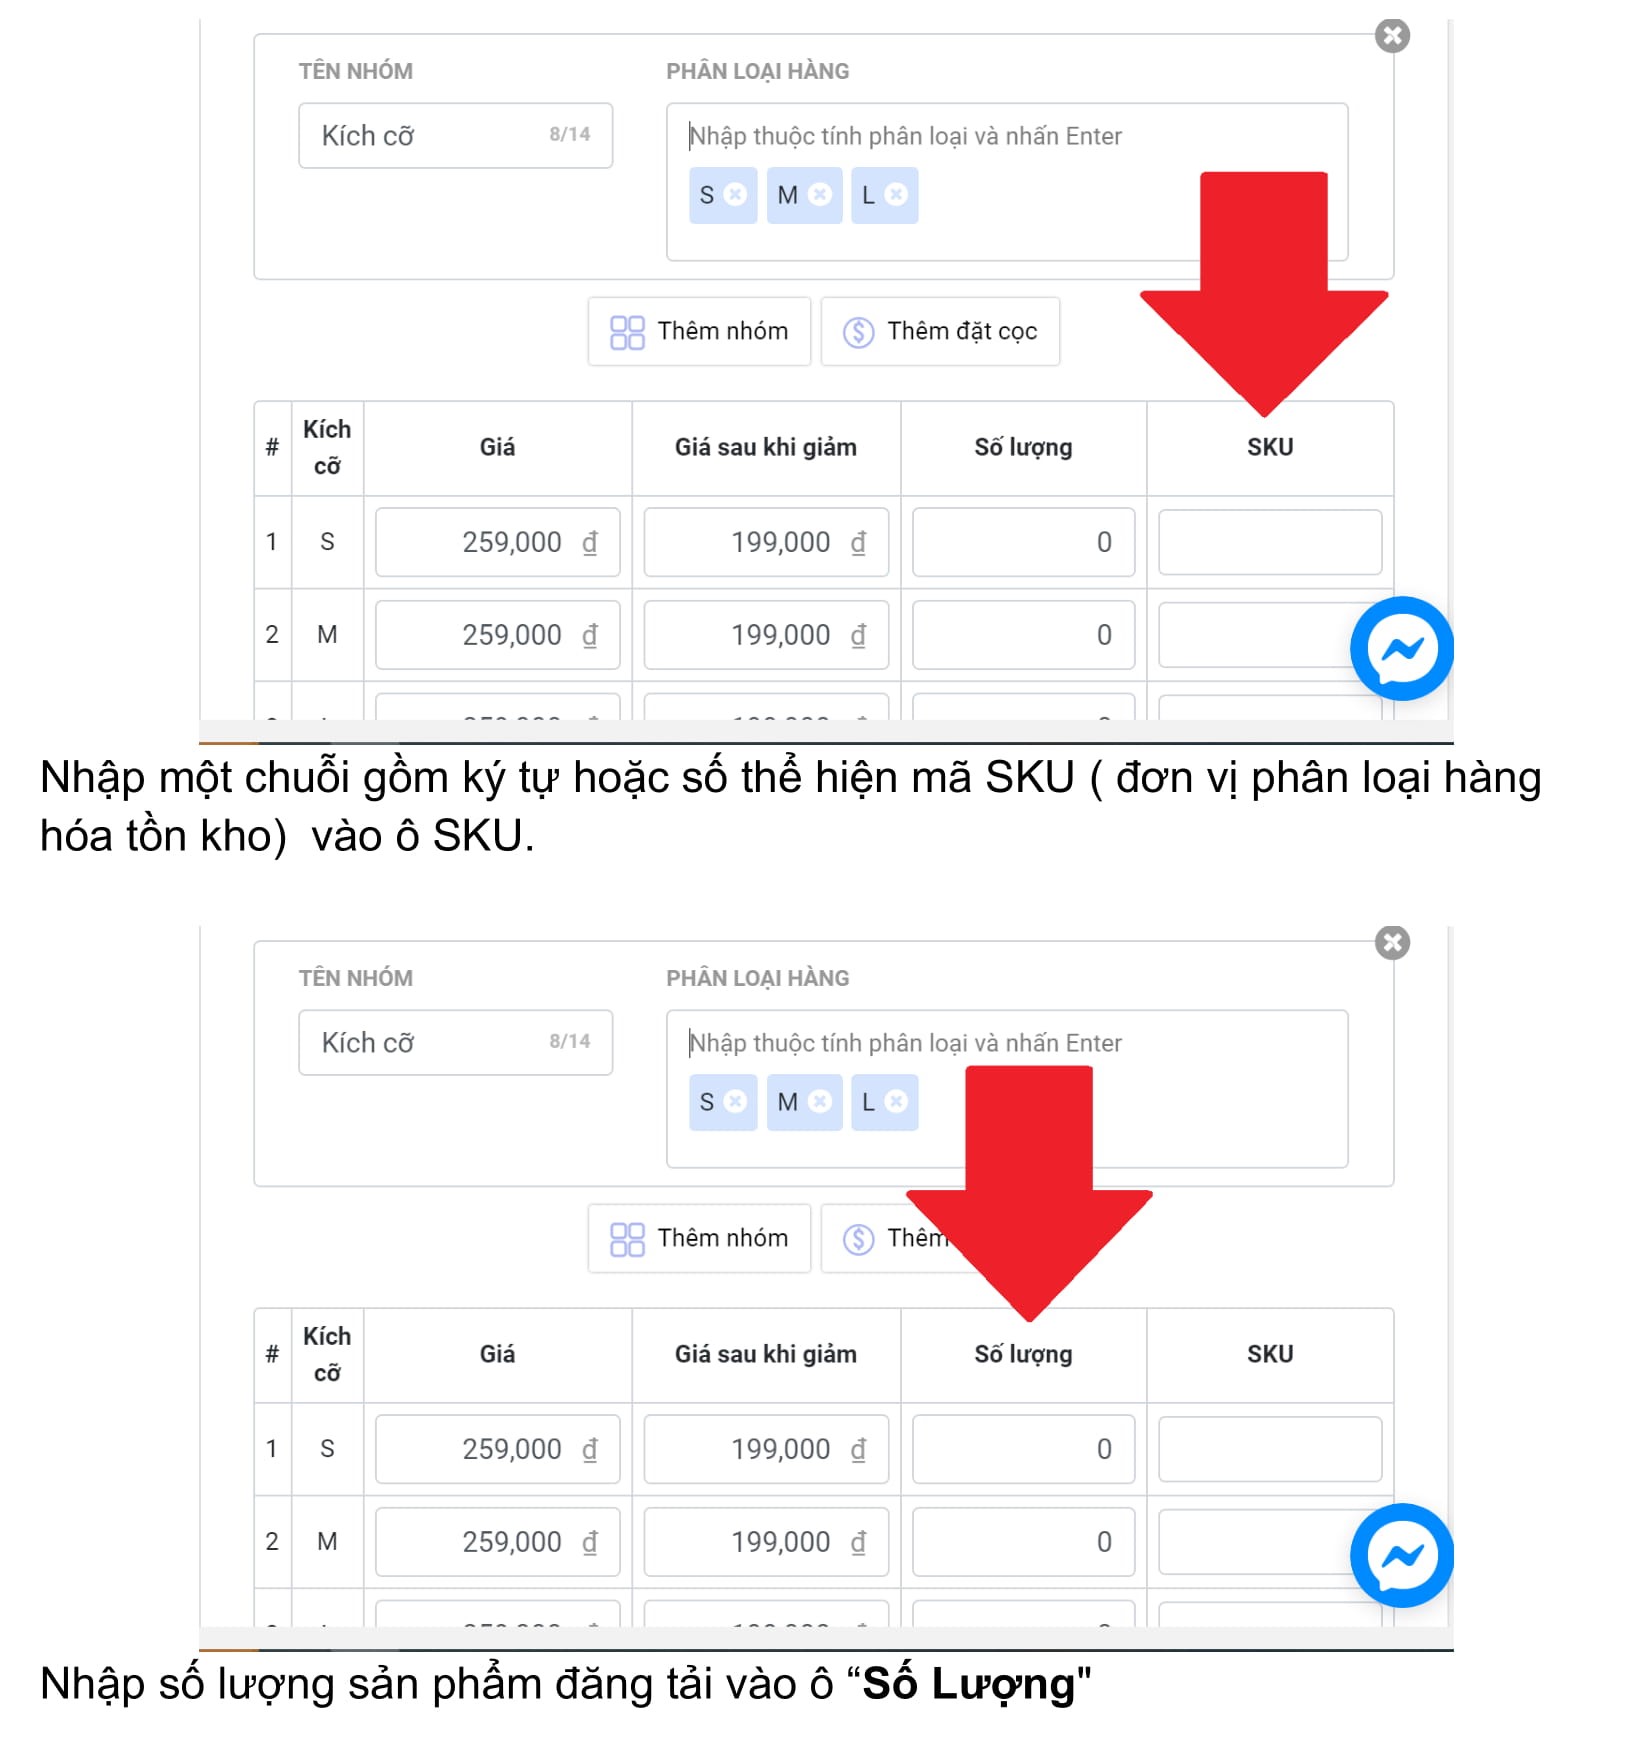 TÊN NHÓM PHÂN LOẠI HÀNG
Kích cỡ 8/14 Nhập thuộc tính phân loại và nhấn Enter
S M L
Thêm nhóm Thêm đặt cọc
# Kích cỡ Giá Giá sau khi giảm Số lượng SKU
1 S 259,000 đ 199,000 đ 0
2 M 259,000 đ 199,000 đ 0
Nhập một chuỗi gồm ký tự hoặc số thể hiện mã SKU ( đơn vị phân loại hàng
hóa tồn kho)  vào ô SKU.
TÊN NHÓM PHÂN LOẠI HÀNG
Kích cỡ 8/14 Nhập thuộc tính phân loại và nhấn Enter
S M L
Thêm nhóm Thêm
# Kích cỡ Giá Giá sau khi giảm Số lượng SKU
1 S 259,000 đ 199,000 đ 0
2 M 259,000 đ 199,000 đ 0
Nhập số lượng sản phẩm đăng tải vào ô “Số Lượng"